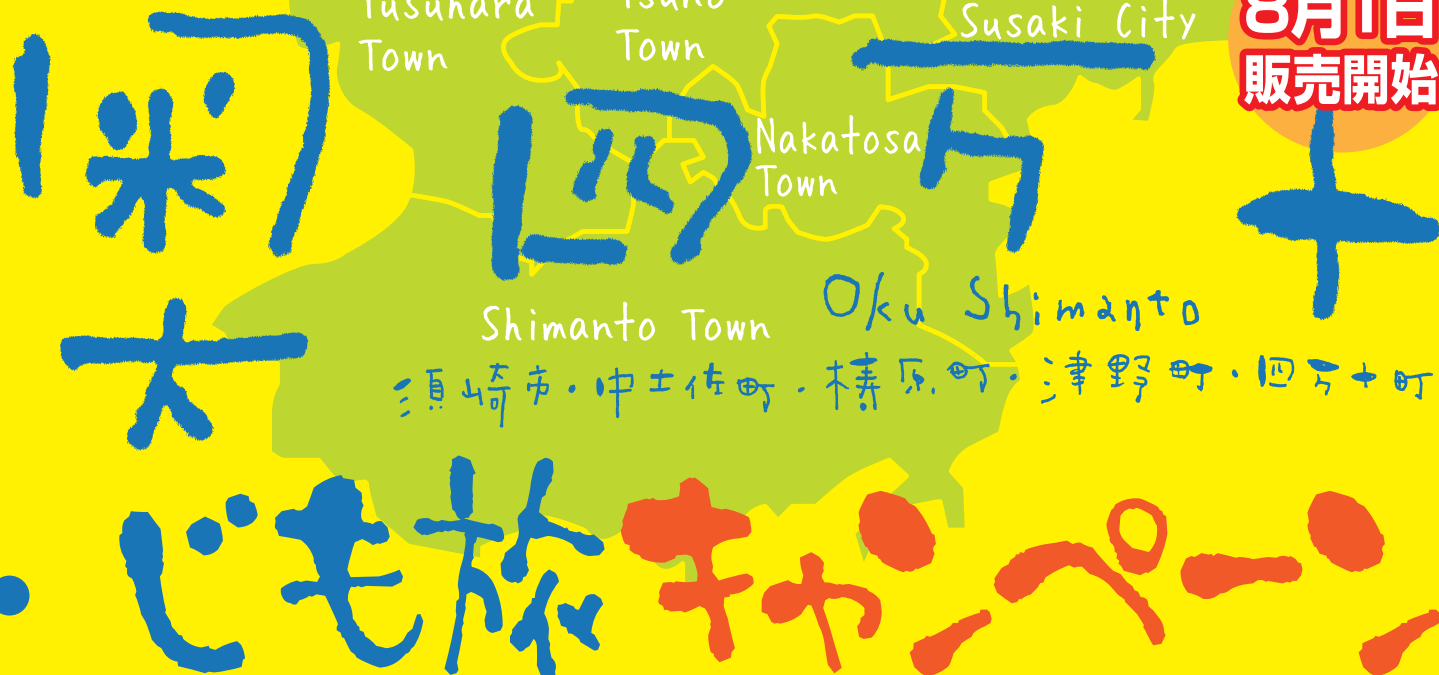 Yusuhara Town
Tsuno Town
Susaki City
8月1日
販売開始
奥四万十
Nakatosa Town
Shimanto Town
Oku Shimanto
須崎市・中土佐町・梼原町・津野町・四万十町
じも旅キャンペーン